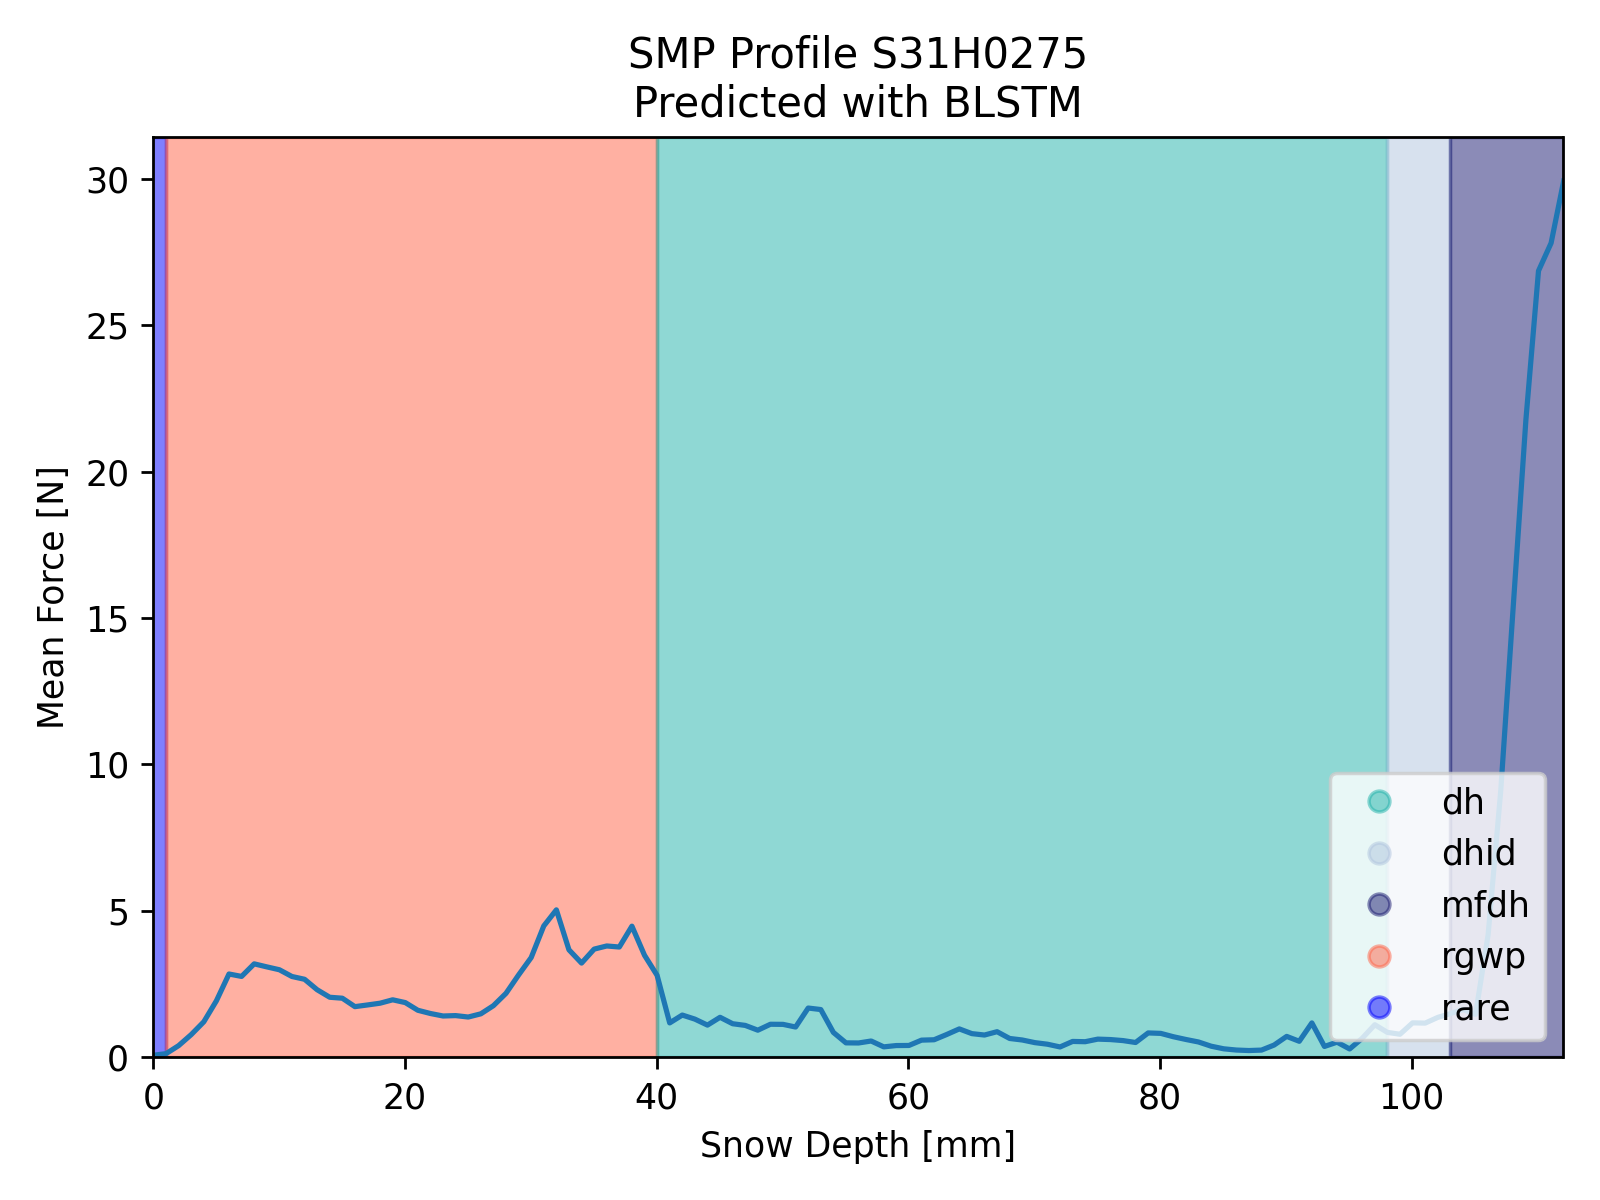 SMP Profile S31H0275
Predicted with BLSTM
Mean Force [N]
30
25
20
15
10
5
0
0 20 40 60 80 100
Snow Depth [mm]
dh
dhid
mfdh
rgwp
rare